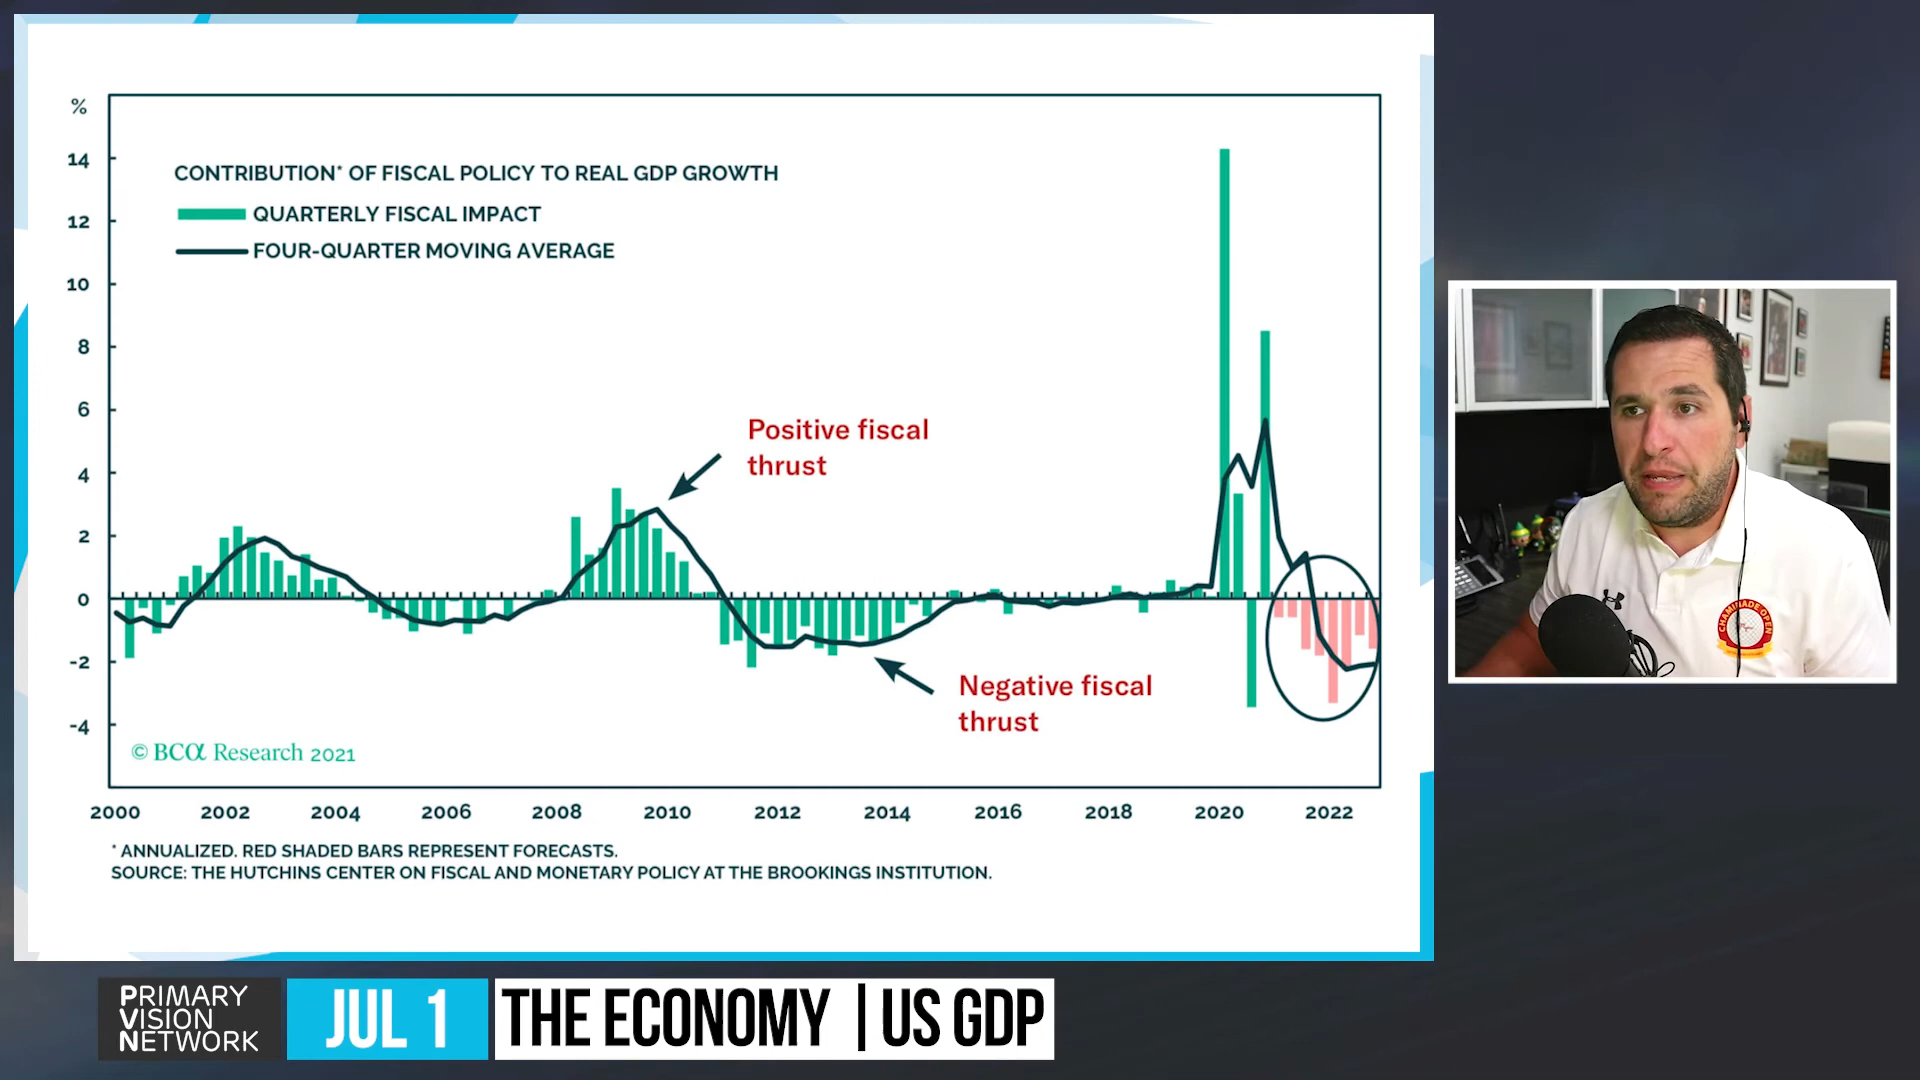 %
14
12
10
8
6
4
2
0
-2
-4
CONTRIBUTION* OF FISCAL POLICY TO REAL GDP GROWTH
QUARTERLY FISCAL IMPACT
FOUR-QUARTER MOVING AVERAGE
Positive fiscal
thrust
Negative fiscal
thrust
© BCα Research 2021
2000 2002 2004 2006 2008 2010 2012 2014 2016 2018 2020 2022
* ANNUALIZED. RED SHADED BARS REPRESENT FORECASTS.
SOURCE: THE HUTCHINS CENTER ON FISCAL AND MONETARY POLICY AT THE BROOKINGS INSTITUTION.
CHAMINADE OPEN
PRIMARY
VISION
NETWORK
JUL 1
THE ECONOMY | US GDP